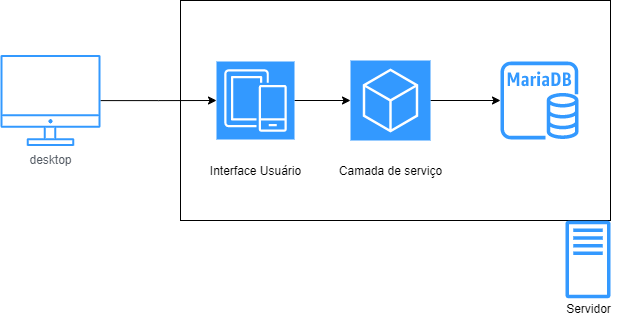 MariaDB
desktop
Interface Usuário
Camada de serviço
Servidor